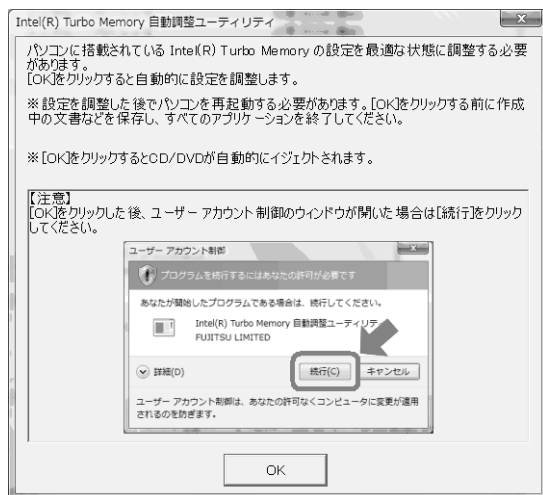 Intel(R) Turbo Memory 自動調整ユーティリティ
パソコンに搭載されている Intel(R) Turbo Memory の設定を最適な状態に調整する必要
があります。
[OK]をクリックすると自動的に設定を調整します。
※設定を調整した後でパソコンを再起動する必要があります。[OK]をクリックする前に作成
中の文書などを保存し、すべてのアプリケーションを終了してください。
※[OK]をクリックするとCD/DVDが自動的にイジェクトされます。
【注意】
[OK]をクリックした後、ユーザー アカウント制御のウィンドウが開いた場合は[続行]をクリック
してください。
ユーザー アカウント制御
プログラムを続行するにはあなたの許可が必要です
あなたが開始したプログラムである場合は、続行してください。
Intel(R) Turbo Memory 自動調整ユーティリテ
FUJITSU LIMITED
詳細(D)
続行(C)
キャンセル
ユーザー アカウント制御は、あなたの許可なくコンピュータに変更が適用
されるのを防ぎます。
OK